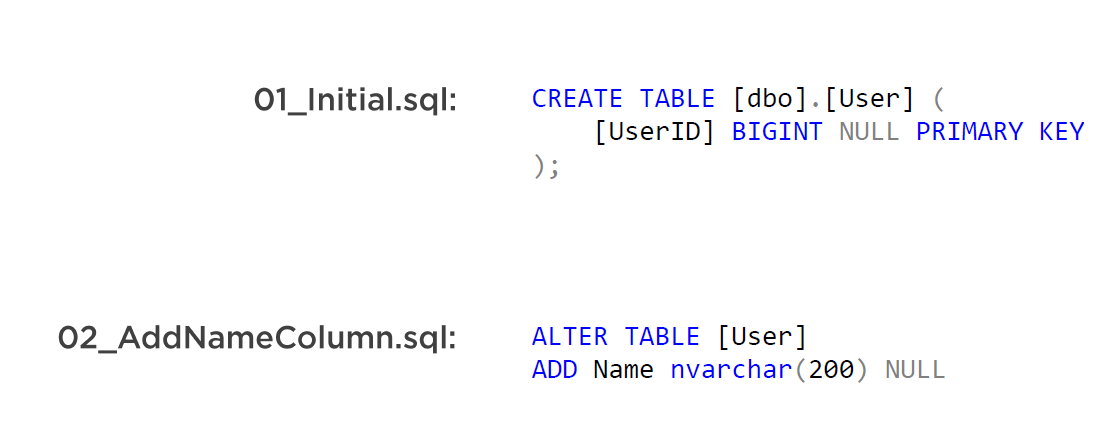 01_Initial.sql: CREATE TABLE [dbo].[User] (
[UserID] BIGINT NULL PRIMARY KEY
);
02_AddNameColumn.sql: ALTER TABLE [User]
ADD Name nvarchar(200) NULL